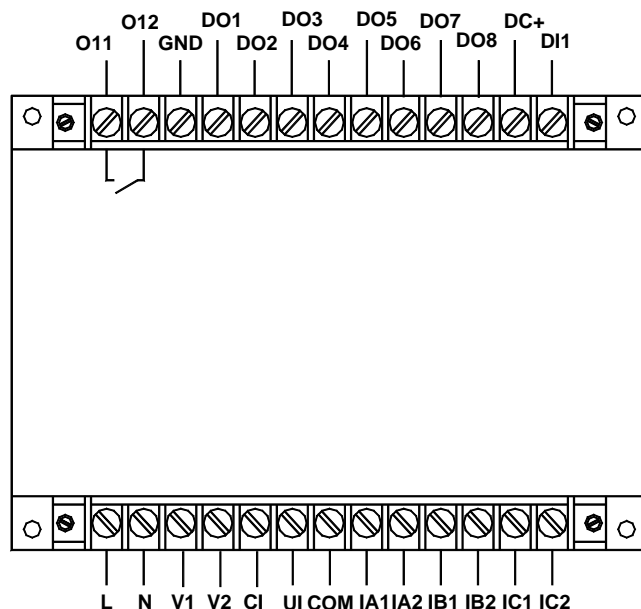 O12 DO1 DO3 DO5 DO7 DC+
O11 GND DO2 DO4 DO6 DO8 DI1
L N V1 V2 CI UI COM IA1 IA2 IB1 IB2 IC1 IC2